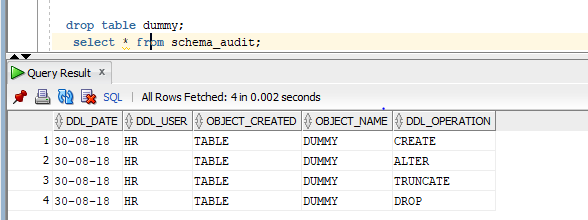 drop table dummy;
select * from schema_audit;
Query Result x
SQL | All Rows Fetched: 4 in 0.002 seconds
DDL_DATE DDL_USER OBJECT_CREATED OBJECT_NAME DDL_OPERATION
1 30-08-18 HR TABLE DUMMY CREATE
2 30-08-18 HR TABLE DUMMY ALTER
3 30-08-18 HR TABLE DUMMY TRUNCATE
4 30-08-18 HR TABLE DUMMY DROP